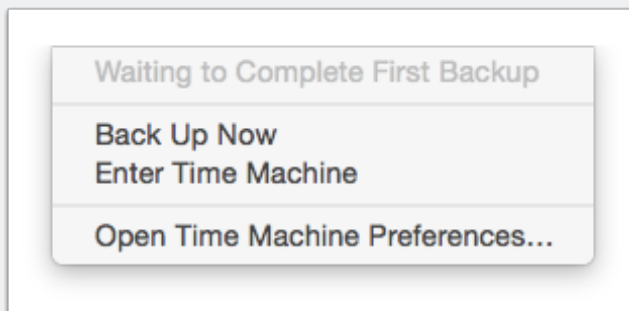 Waiting to Complete First Backup
Back Up Now
Enter Time Machine
Open Time Machine Preferences...